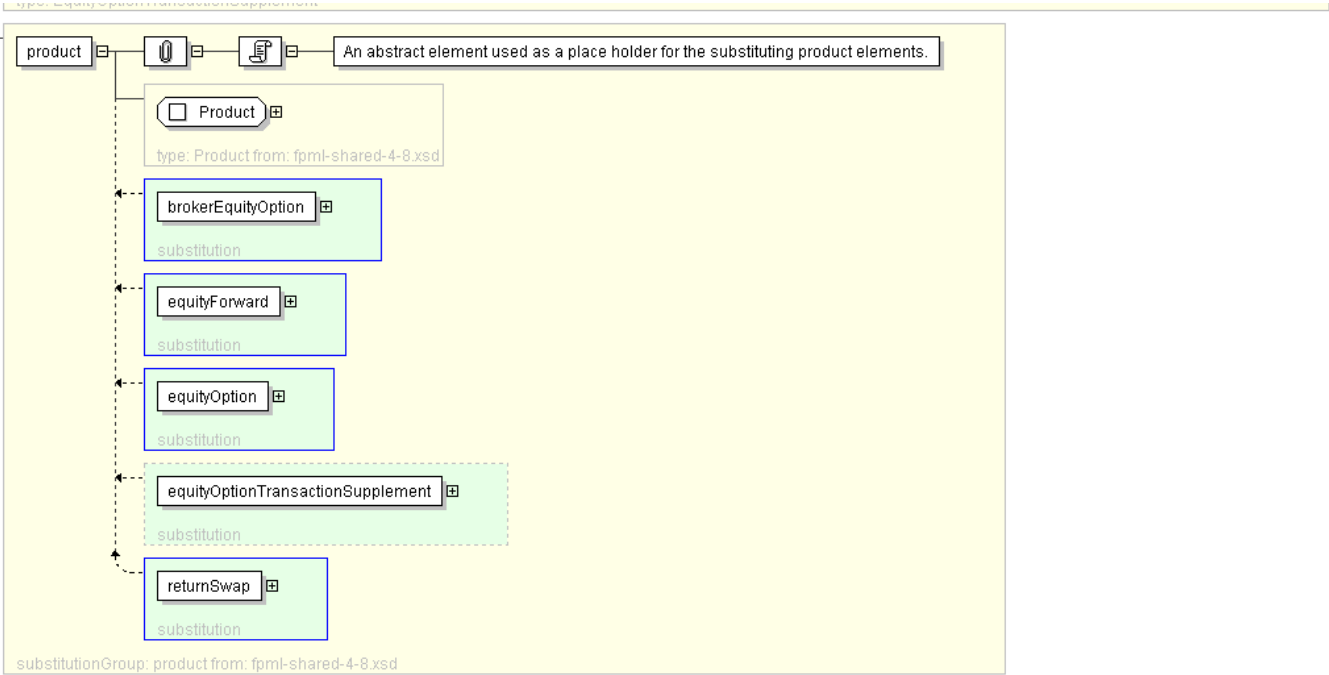 type: EquityOptionTransactionSupplement
product
An abstract element used as a place holder for the substituting product elements.
Product
type: Product from: fpml-shared-4-8.xsd
brokerEquityOption
substitution
equityForward
substitution
equityOption
substitution
equityOptionTransactionSupplement
substitution
returnSwap
substitution
substitutionGroup: product from: fpml-shared-4-8.xsd